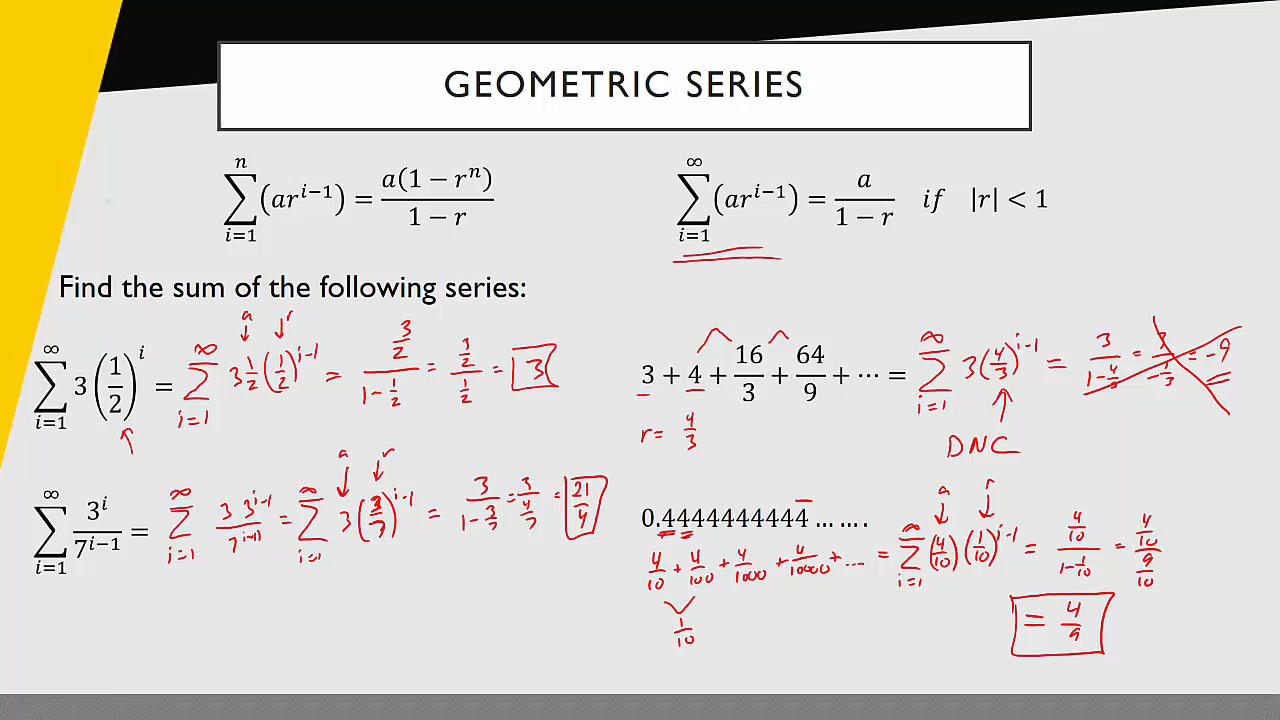 GEOMETRIC SERIES
∑_{i=1}^{n} (ar^{i−1}) = a(1 − r^n) / (1 − r)
∑_{i=1}^{∞} (ar^{i−1}) = a / (1 − r) if |r| < 1
Find the sum of the following series:
a r
∑_{i=1}^{∞} 3(1/2)^i = ∑_{i=1}^{∞} 3 1/2 (1/2)^{i−1} = (3/2) / (1 − 1/2) = (3/2) / (1/2) = 3
a r
∑_{i=1}^{∞} 3^i / 7^{i−1} = ∑_{i=1}^{∞} 3·3^{i−1} / 7^{i−1} = ∑_{i=1}^{∞} 3(3/7)^{i−1} = 3 / (1 − 3/7) = 3 / (4/7) = 21/4
3 + 4 + 16/3 + 64/9 + ⋯ = ∑_{i=1}^{∞} 3(4/3)^{i−1} = 3 / (1 − 4/3) = 3 / (−1/3) = −9
r = 4/3
DNC
a r
0.44444444444 … ….
4/10 + 4/100 + 4/1000 + 4/10000 + ... = ∑_{i=1}^{∞} (4/10)(1/10)^{i−1} = (4/10) / (1 − 1/10) = (4/10) / (9/10)
1/10
= 4/9